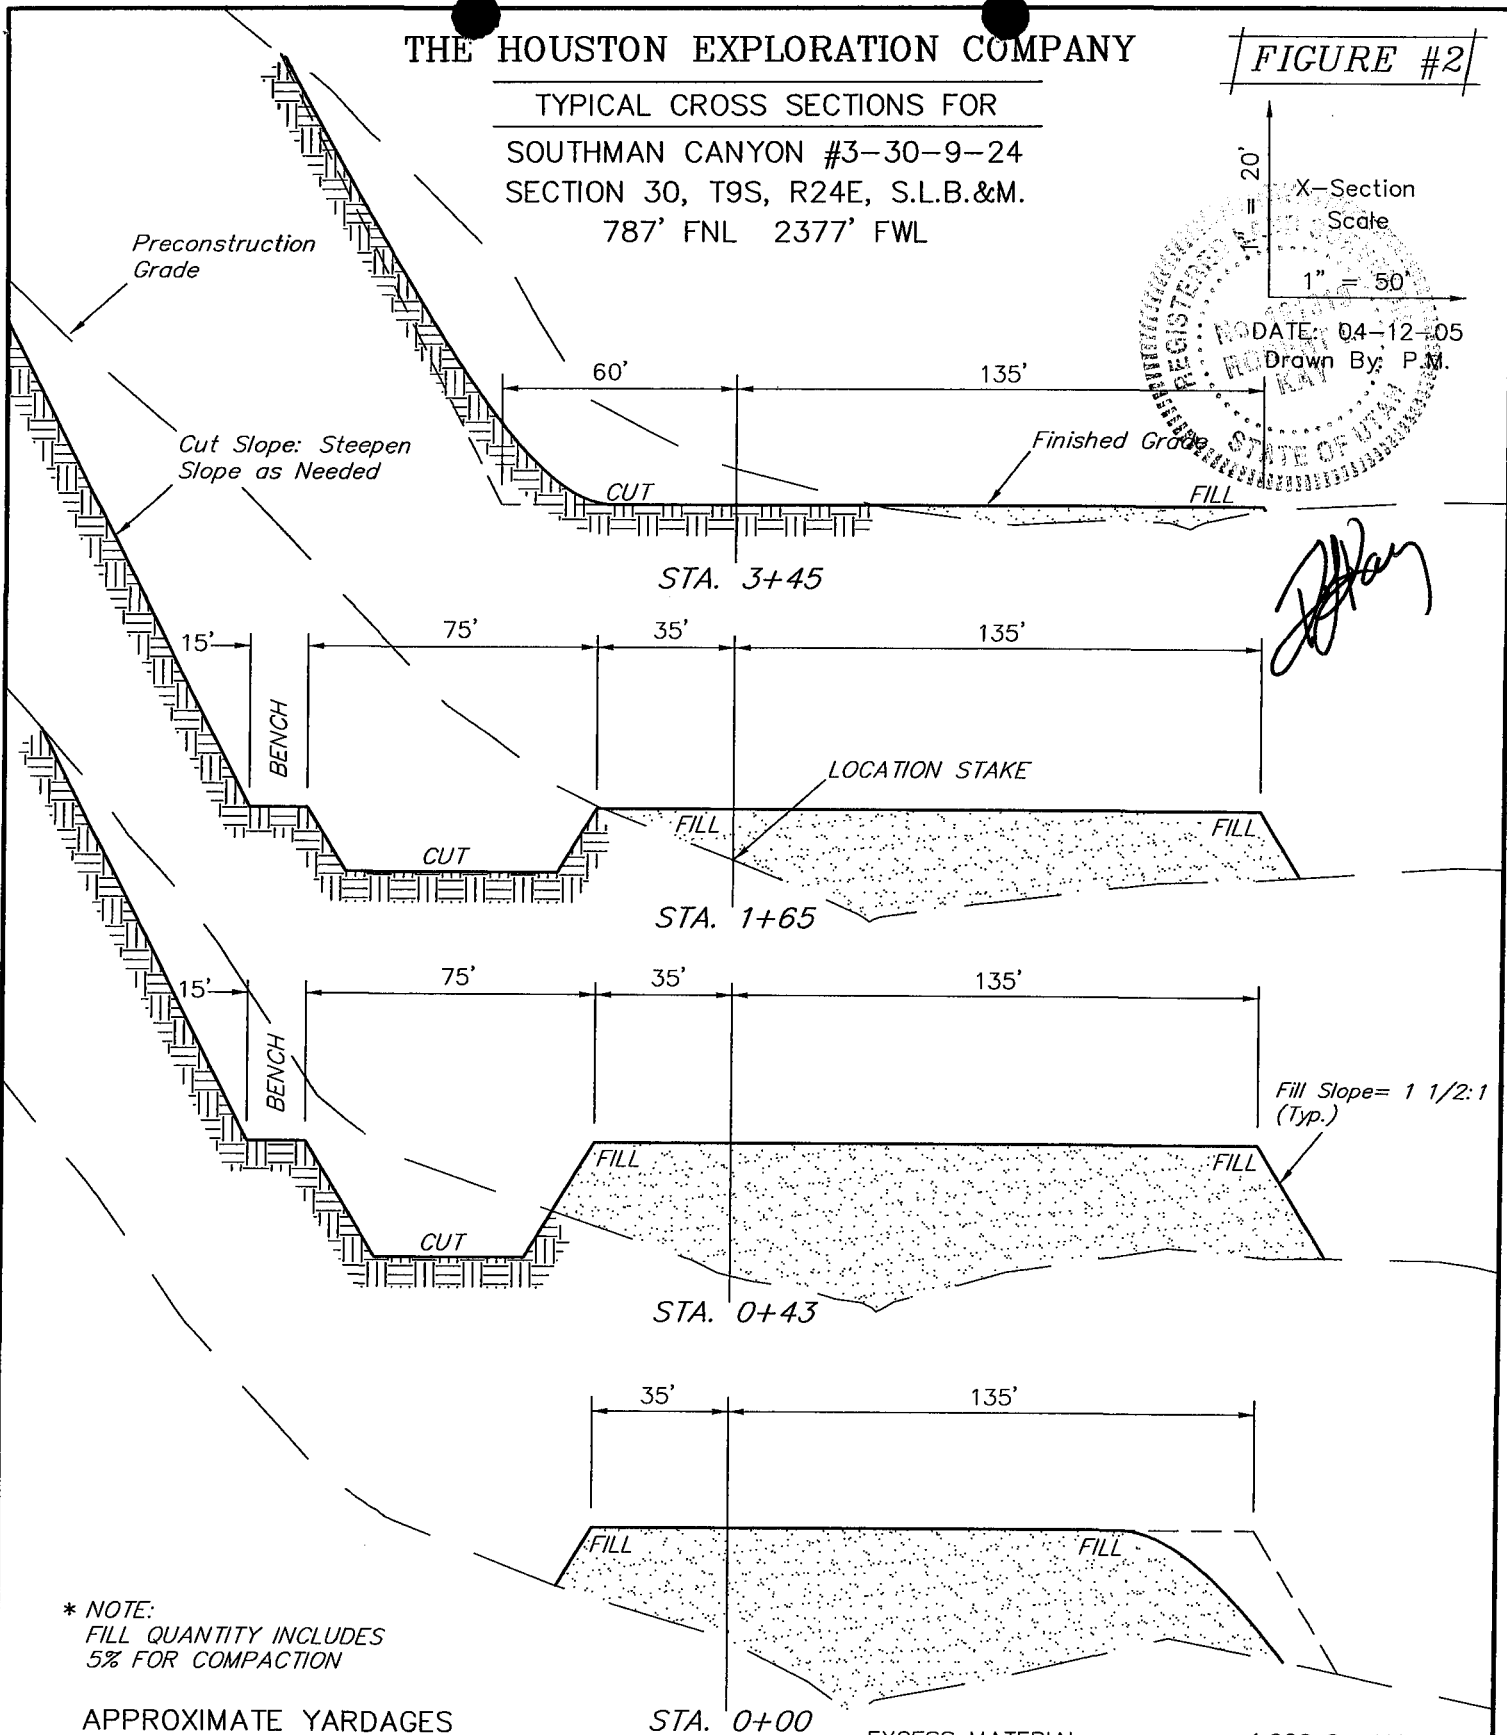 THE HOUSTON EXPLORATION COMPANY
FIGURE #2
TYPICAL CROSS SECTIONS FOR
SOUTHMAN CANYON #3-30-9-24
SECTION 30, T9S, R24E, S.L.B.&M.
787' FNL 2377' FWL
1" = 20'
X-Section
Scale
1" = 50'
DATE: 04-12-05
Drawn By: P.M.
REGISTERED
KAY
STATE OF UTAH
Preconstruction
Grade
60'
135'
Cut Slope: Steepen
Slope as Needed
Finished Grade
CUT
FILL
STA. 3+45
15'
75'
35'
135'
BENCH
LOCATION STAKE
FILL
FILL
CUT
STA. 1+65
15'
75'
35'
135'
BENCH
Fill Slope= 1 1/2:1
(Typ.)
FILL
FILL
CUT
STA. 0+43
35'
135'
FILL
FILL
* NOTE:
FILL QUANTITY INCLUDES
5% FOR COMPACTION
APPROXIMATE YARDAGES
STA. 0+00
EXCESS MATERIAL